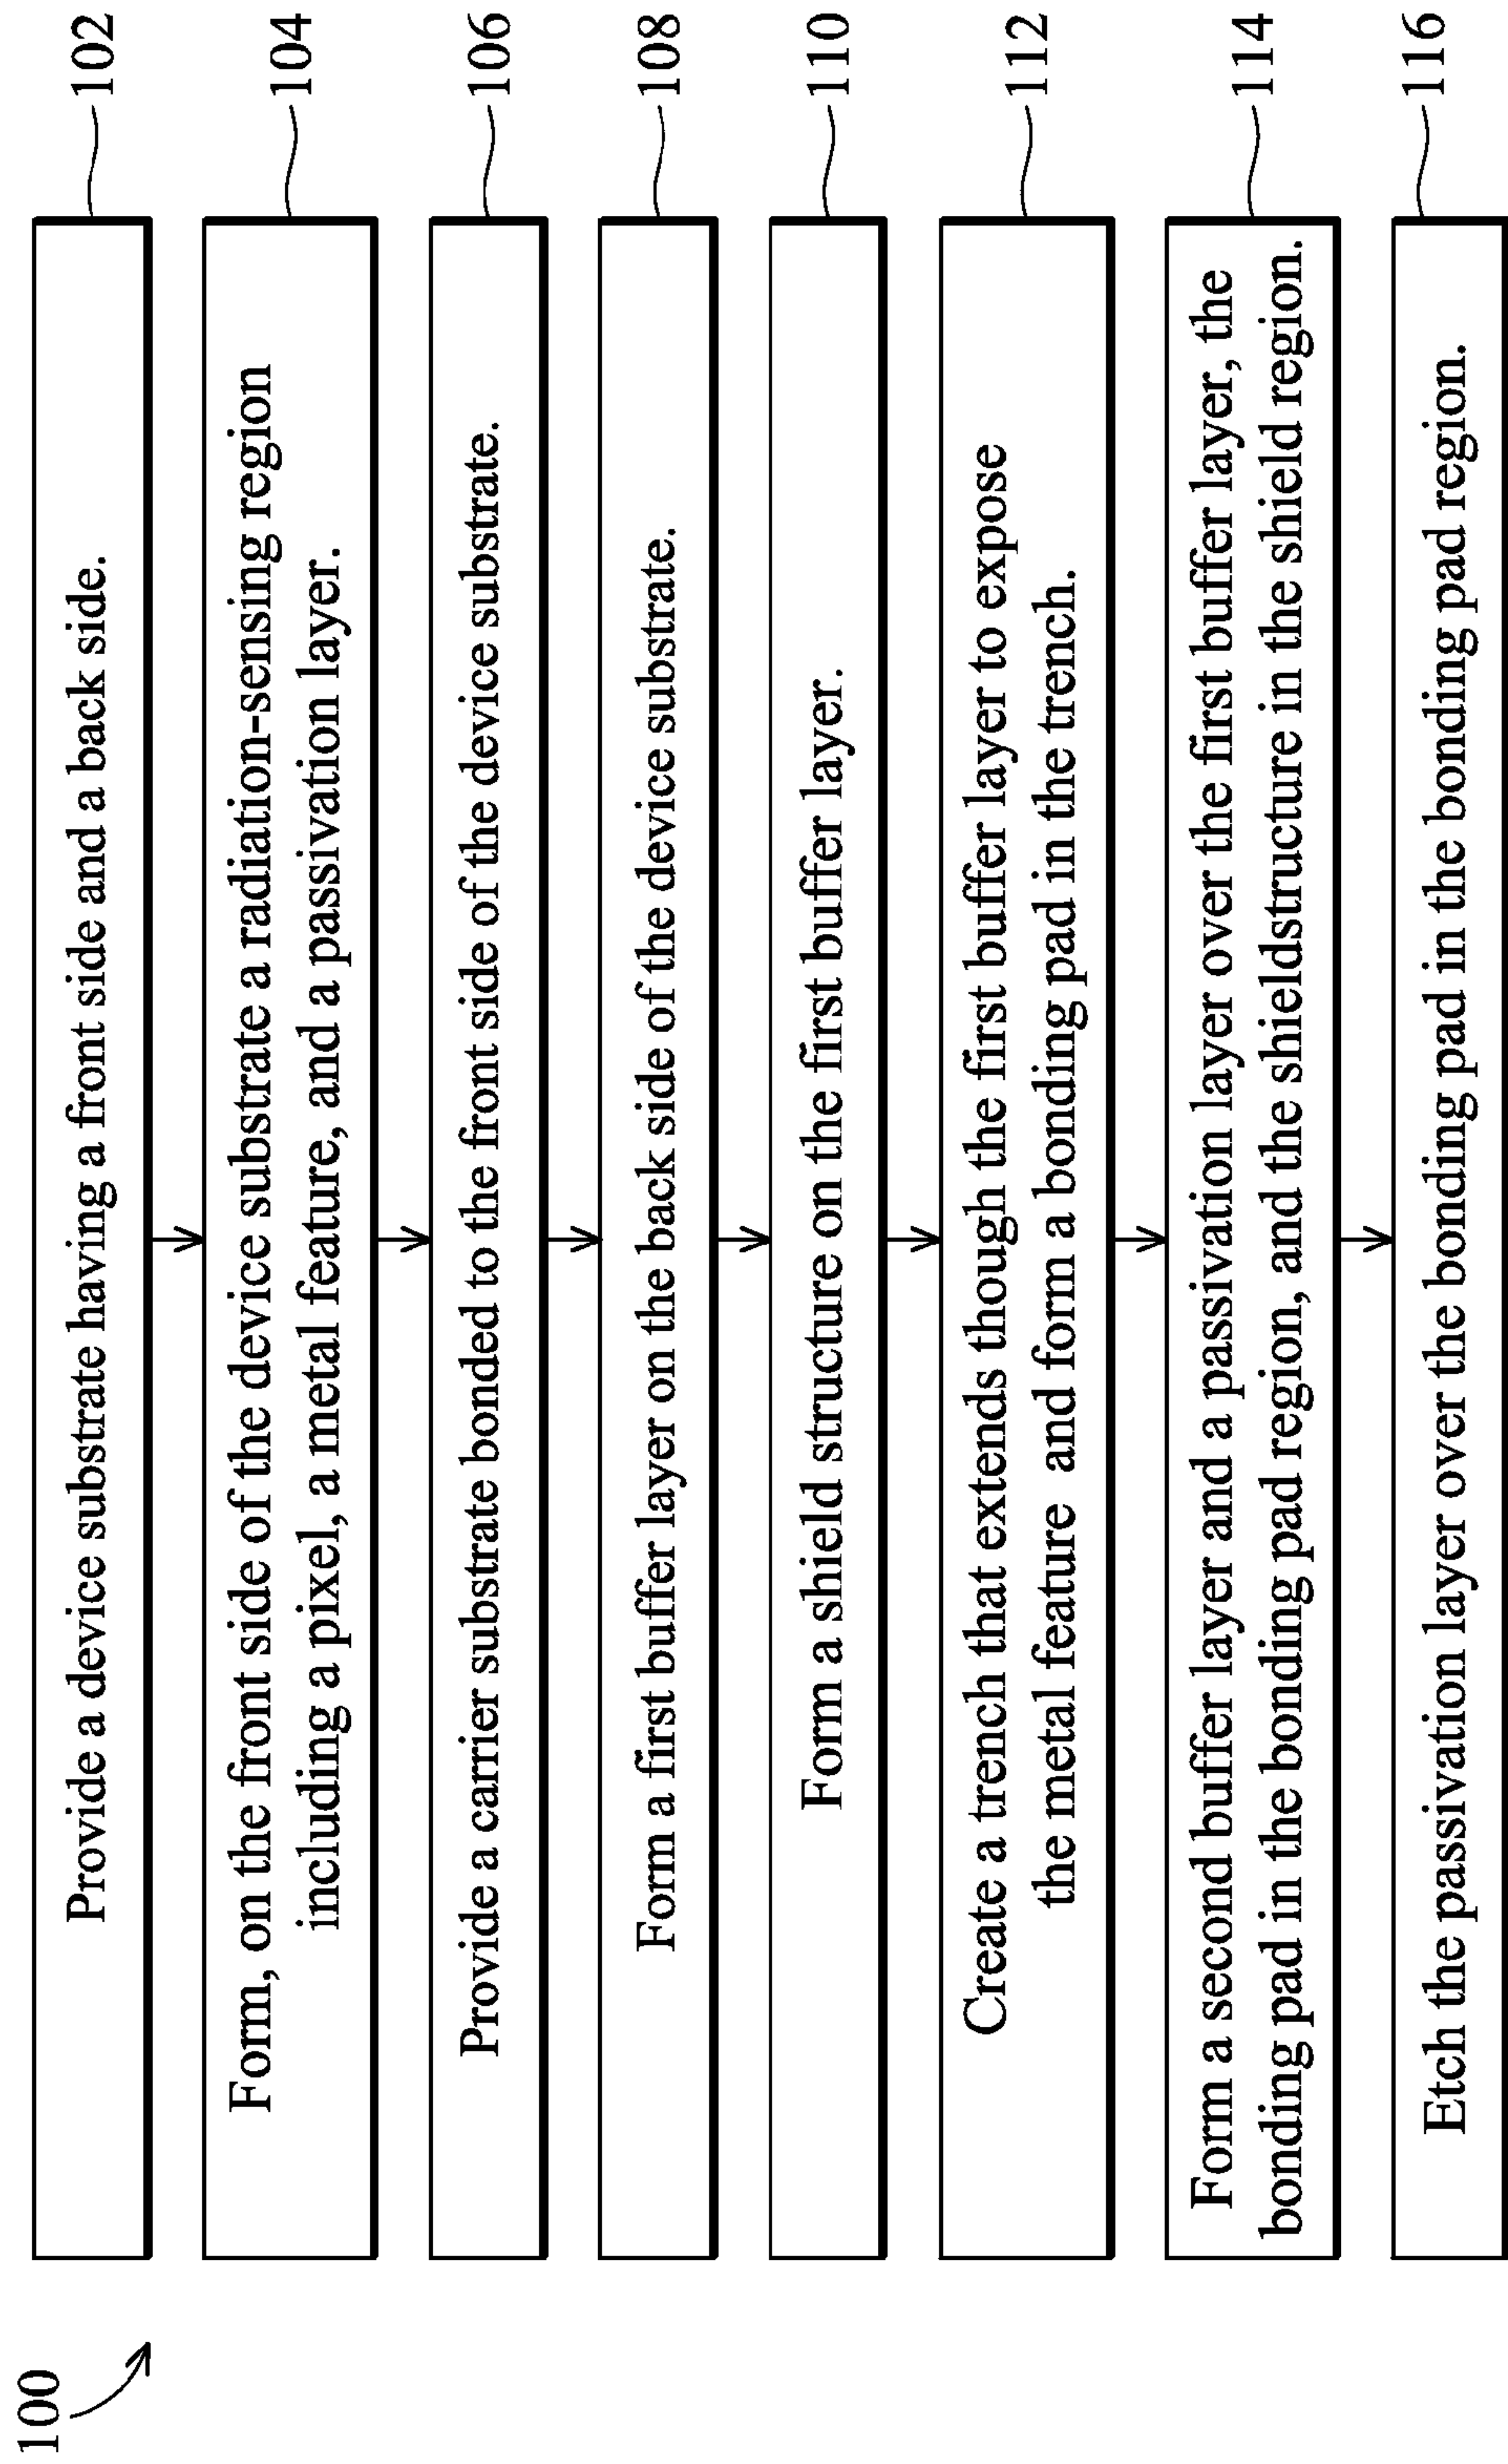 100
Provide a device substrate having a front side and a back side.
102
Form, on the front side of the device substrate a radiation-sensing region
including a pixel, a metal feature, and a passivation layer.
104
Provide a carrier substrate bonded to the front side of the device substrate.
106
Form a first buffer layer on the back side of the device substrate.
108
Form a shield structure on the first buffer layer.
110
Create a trench that extends though the first buffer layer to expose
the metal feature and form a bonding pad in the trench.
112
Form a second buffer layer and a passivation layer over the first buffer layer, the
bonding pad in the bonding pad region, and the shieldstructure in the shield region.
114
Etch the passivation layer over the bonding pad in the bonding pad region.
116